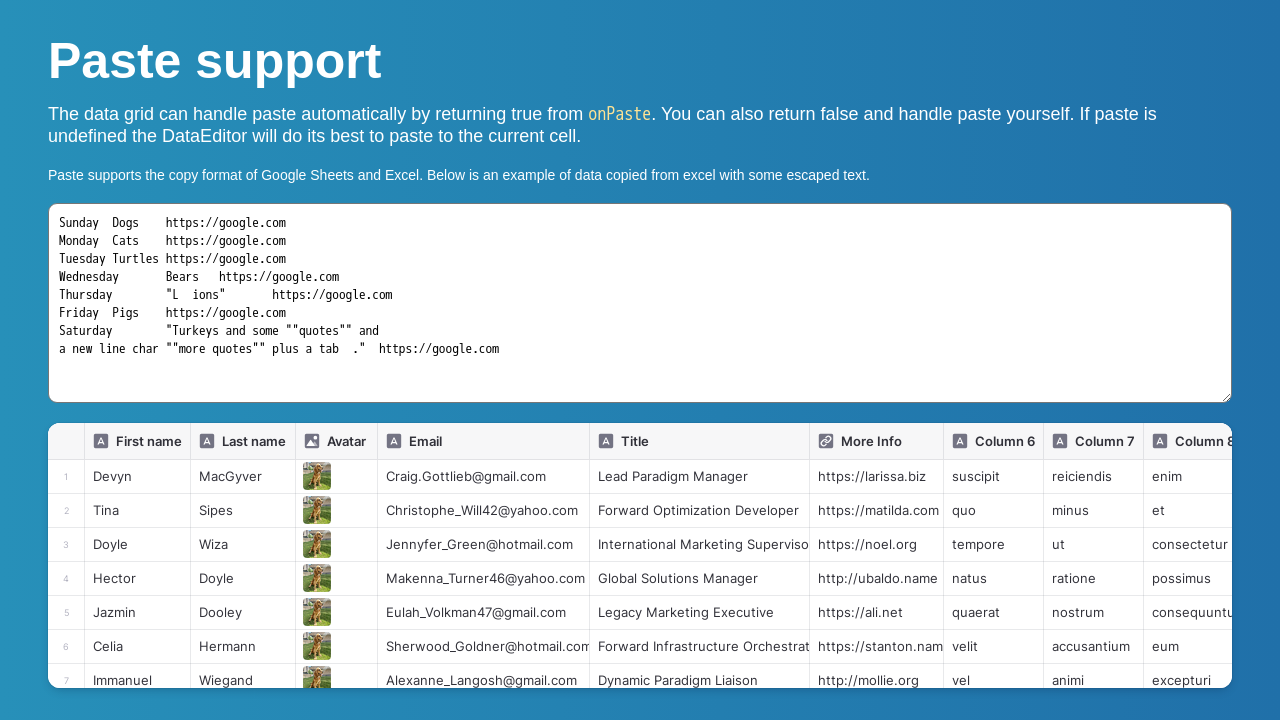 Paste support
The data grid can handle paste automatically by returning true from onPaste. You can also return false and handle paste yourself. If paste is
undefined the DataEditor will do its best to paste to the current cell.
Paste supports the copy format of Google Sheets and Excel. Below is an example of data copied from excel with some escaped text.
Sunday	Dogs	https://google.com
Monday	Cats	https://google.com
Tuesday	Turtles	https://google.com
Wednesday	Bears	https://google.com
Thursday	"L	ions"	https://google.com
Friday	Pigs	https://google.com
Saturday	"Turkeys and some ""quotes"" and
a new line char ""more quotes"" plus a tab	."	https://google.com
First name	Last name	Avatar	Email	Title	More Info	Column 6	Column 7	Column 8
1	Devyn	MacGyver	Craig.Gottlieb@gmail.com	Lead Paradigm Manager	https://larissa.biz	suscipit	reiciendis	enim
2	Tina	Sipes	Christophe_Will42@yahoo.com	Forward Optimization Developer	https://matilda.com	quo	minus	et
3	Doyle	Wiza	Jennyfer_Green@hotmail.com	International Marketing Superviso	https://noel.org	tempore	ut	consectetur
4	Hector	Doyle	Makenna_Turner46@yahoo.com	Global Solutions Manager	http://ubaldo.name	natus	ratione	possimus
5	Jazmin	Dooley	Eulah_Volkman47@gmail.com	Legacy Marketing Executive	https://ali.net	quaerat	nostrum	consequuntu
6	Celia	Hermann	Sherwood_Goldner@hotmail.com	Forward Infrastructure Orchestrat	https://stanton.nam	velit	accusantium	eum
7	Immanuel	Wiegand	Alexanne_Langosh@gmail.com	Dynamic Paradigm Liaison	http://mollie.org	vel	animi	excepturi